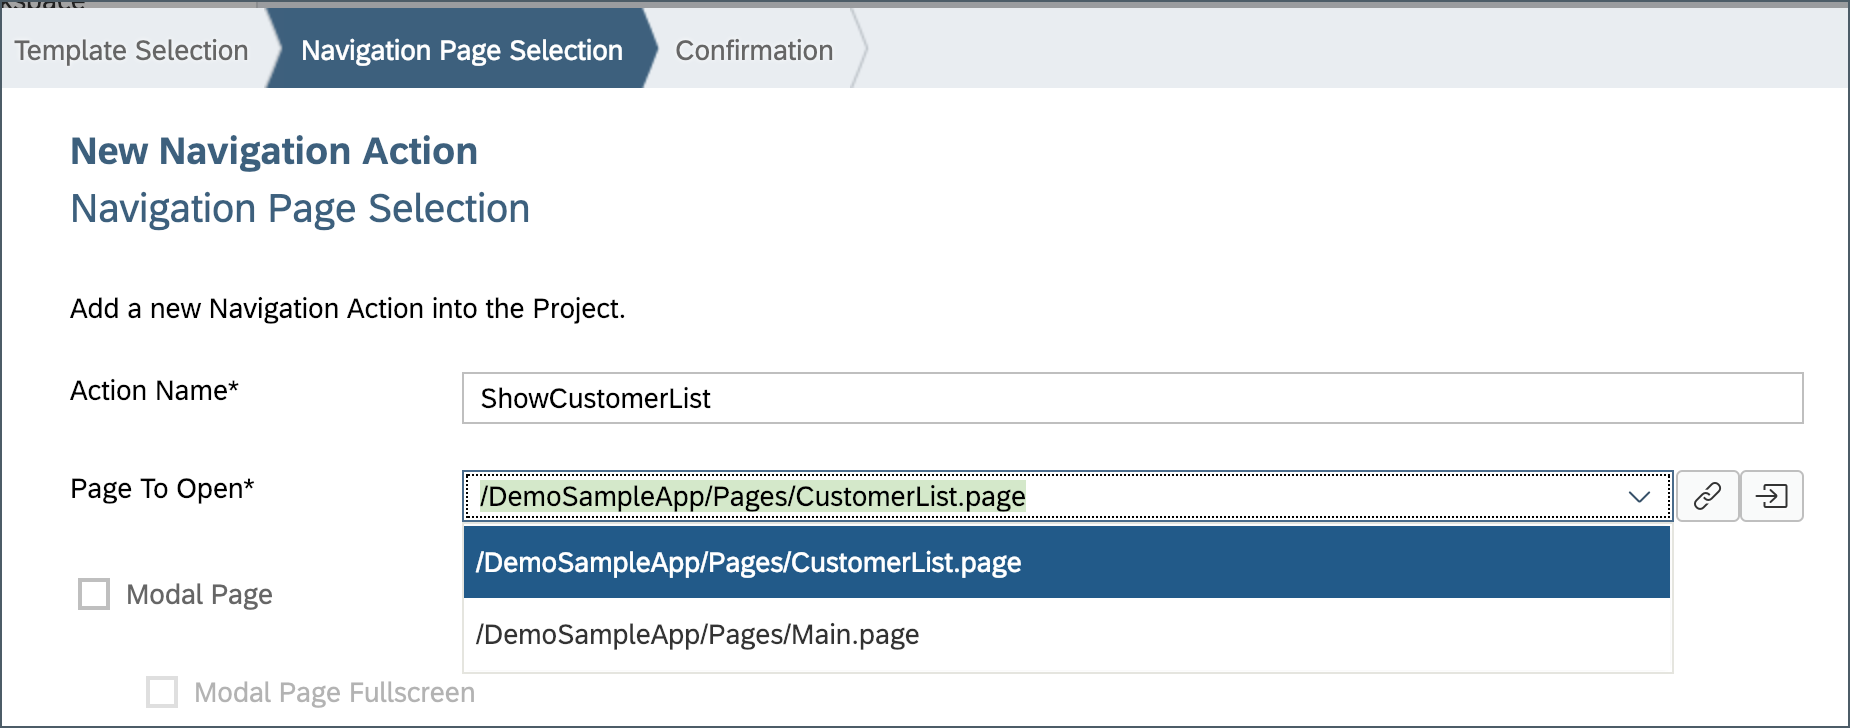 Template Selection
Navigation Page Selection
Confirmation
New Navigation Action
Navigation Page Selection
Add a new Navigation Action into the Project.
Action Name*
ShowCustomerList
Page To Open*
/DemoSampleApp/Pages/CustomerList.page
/DemoSampleApp/Pages/CustomerList.page
Modal Page
/DemoSampleApp/Pages/Main.page
Modal Page Fullscreen